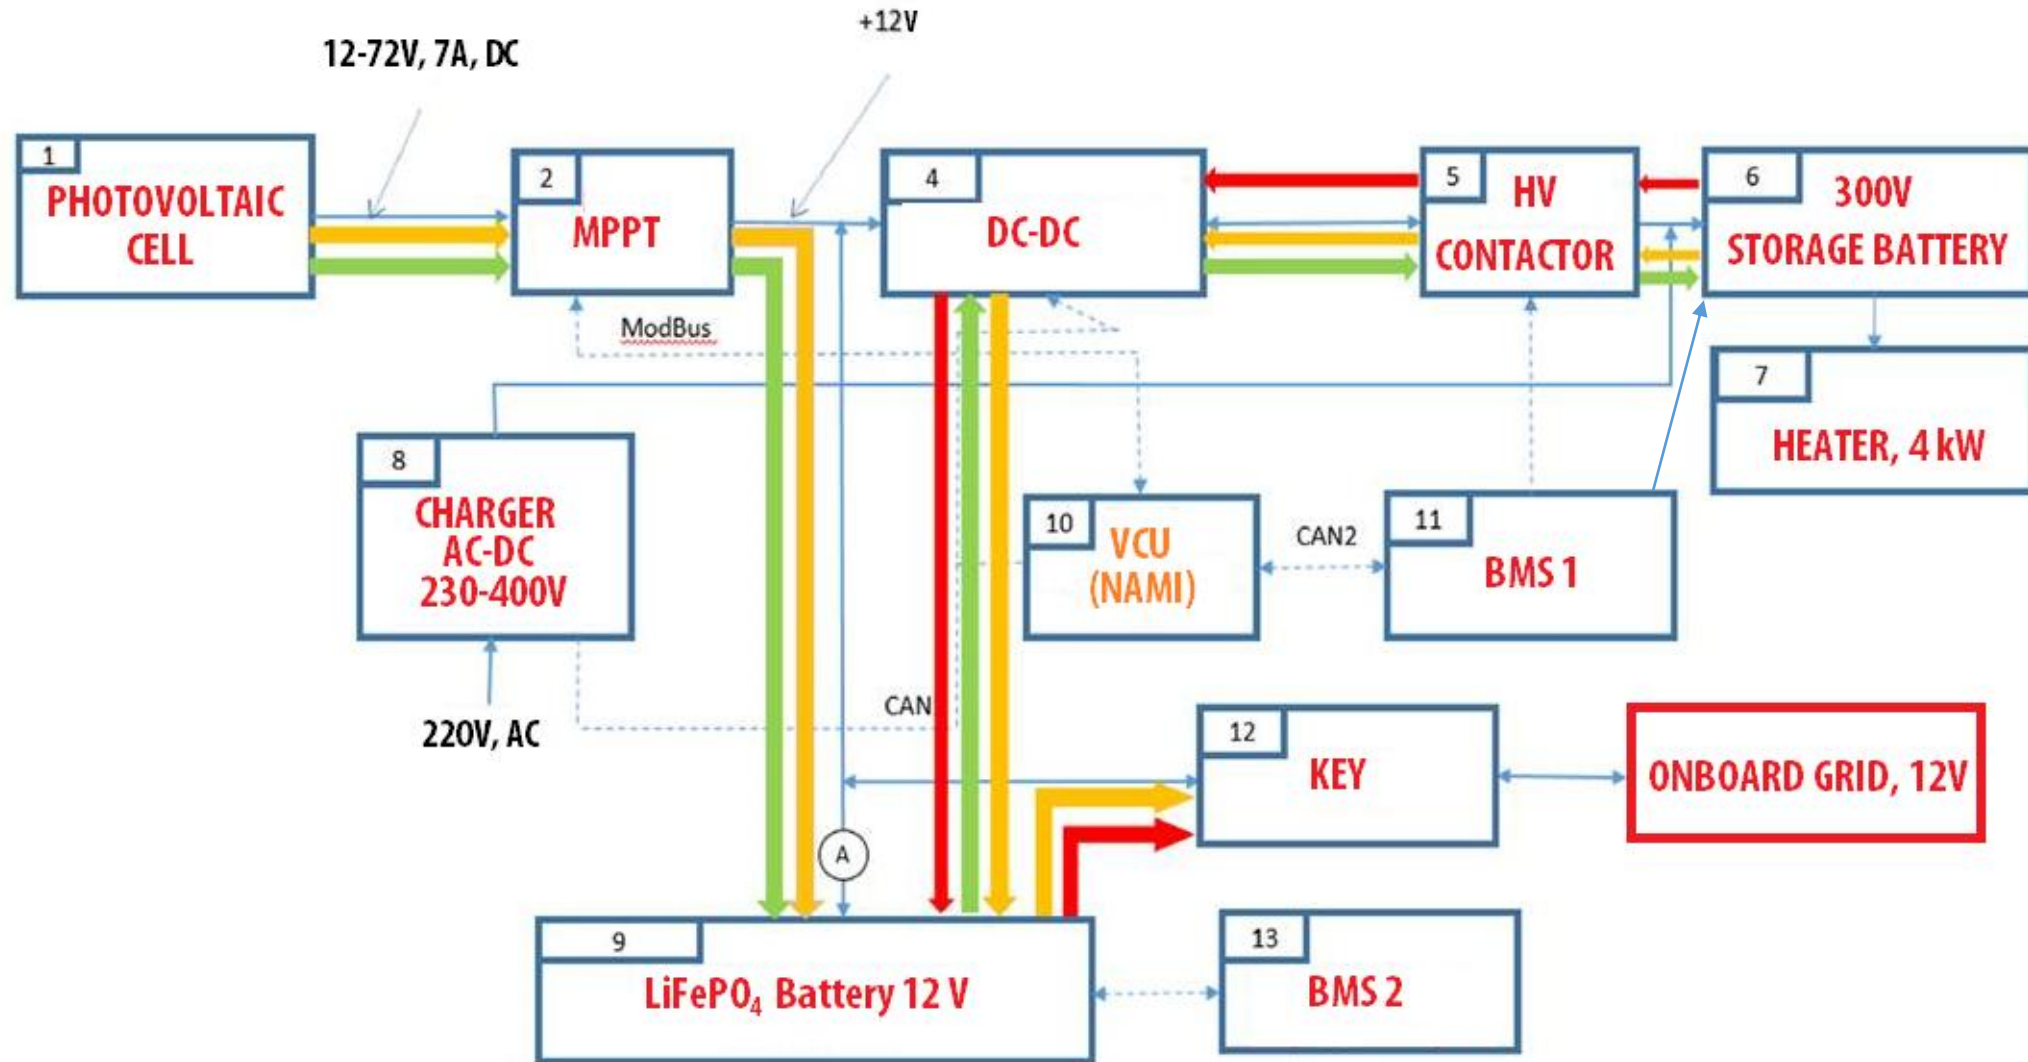 +12V
12-72V, 7A, DC
1
PHOTOVOLTAIC
CELL
2
MPPT
4
DC-DC
5
HV
CONTACTOR
6
300V
STORAGE BATTERY
ModBus
7
HEATER, 4 kW
8
CHARGER
AC-DC
230-400V
10
VCU
(NAMI)
CAN2
11
BMS 1
220V, AC
CAN
12
KEY
ONBOARD GRID, 12V
A
9
LiFePO₄ Battery 12 V
13
BMS 2